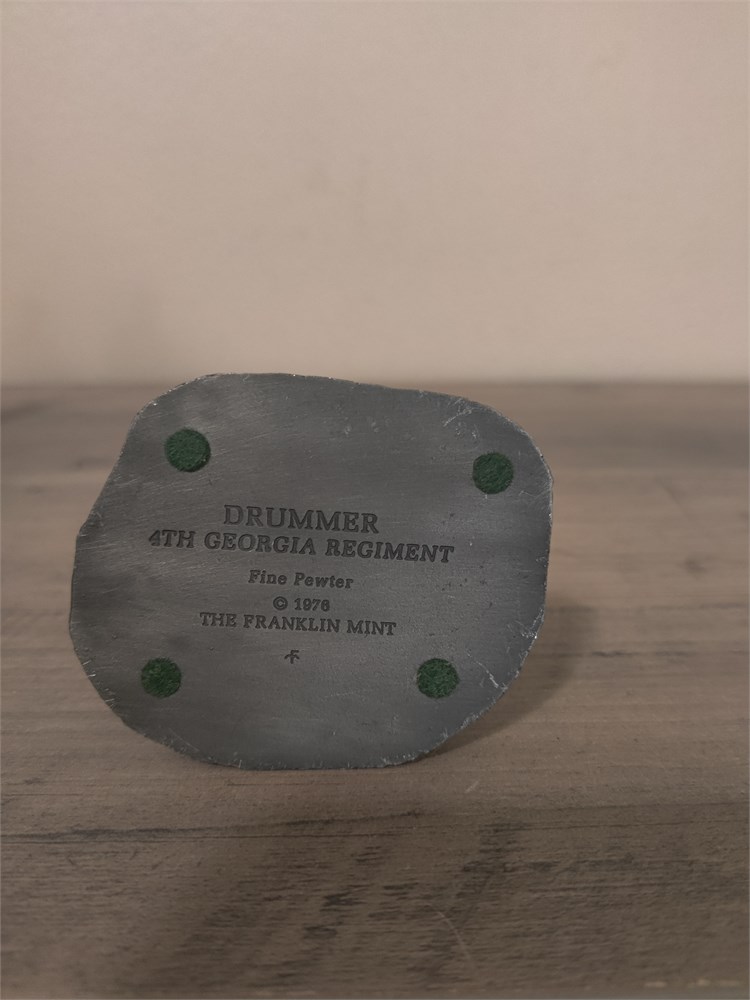 DRUMMER
4TH GEORGIA REGIMENT
Fine Pewter
© 1976
THE FRANKLIN MINT